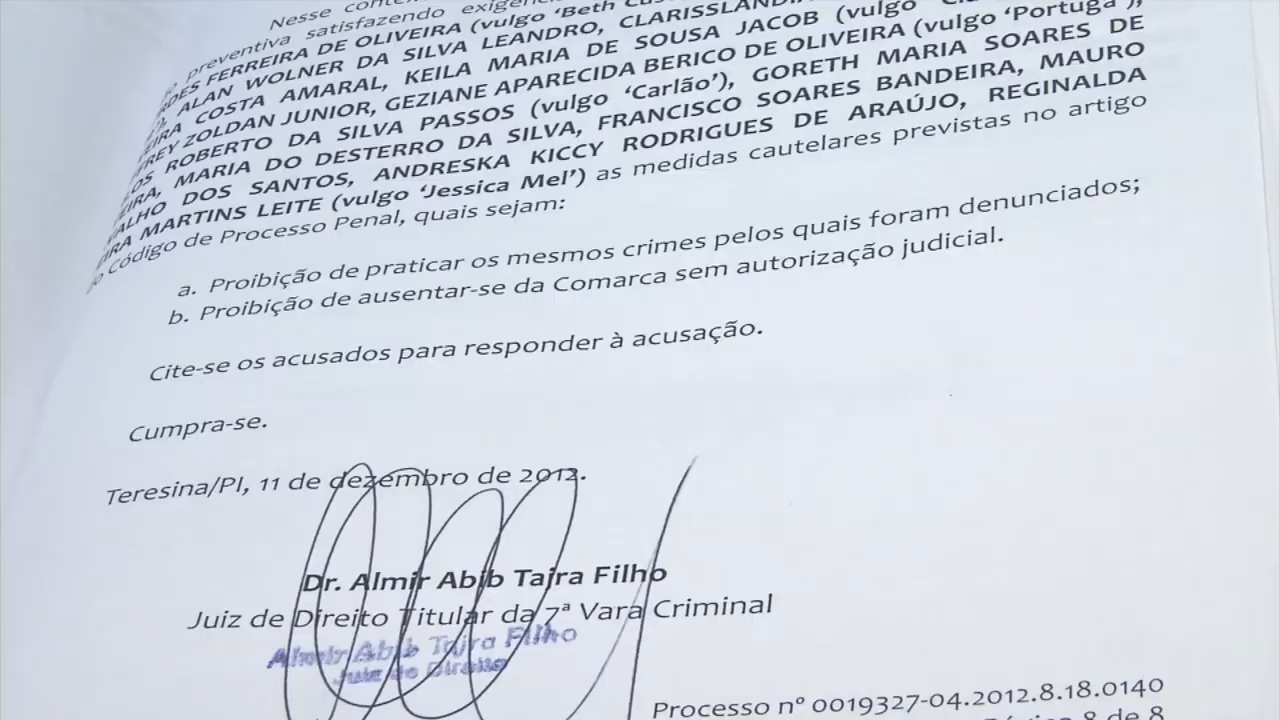 Nesse
preventiva satisfazendo
FERREIRA DE OLIVEIRA (vulgo 'Beth
ALAN WOLNER DA SILVA LEANDRO,
COSTA AMARAL, KEILA MARIA DE SOUSA JACOB (vulgo
ZOLDAN JUNIOR, GEZIANE APARECIDA BERICO DE OLIVEIRA (vulgo 'Portuga'),
ROBERTO DA SILVA PASSOS (vulgo 'Carlão'), GORETH MARIA SOARES DE
MARIA DO DESTERRO DA SILVA, FRANCISCO SOARES BANDEIRA, MAURO
DOS SANTOS, ANDRESKA KICCY RODRIGUES DE ARAÚJO, REGINALDA
MARTINS LEITE (vulgo 'Jessica Mel') as medidas cautelares previstas no artigo
Código de Processo Penal, quais sejam:
a. Proibição de praticar os mesmos crimes pelos quais foram denunciados;
b. Proibição de ausentar-se da Comarca sem autorização judicial.
Cite-se os acusados para responder à acusação.
Cumpra-se.
Teresina/PI, 11 de dezembro de 2012.
Dr. Almir Abib Tajra Filho
Juiz de Direito Titular da 7ª Vara Criminal
Almir Abib Tajra Filho
Juiz de Direito
Processo nº 0019327-04.2012.8.18.0140
Página 8 de 8